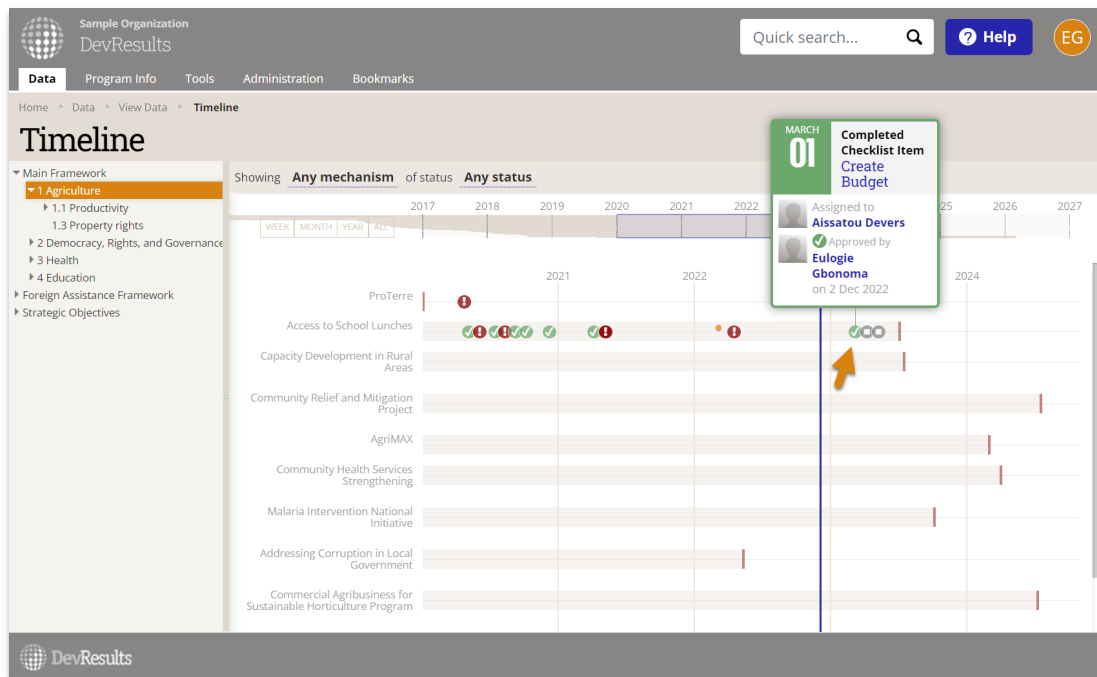 Sample Organization
DevResults
Quick search...
Help
EG
Data Program Info Tools Administration Bookmarks
Home Data View Data Timeline
Timeline
Main Framework
1 Agriculture
1.1 Productivity
1.3 Property rights
2 Democracy, Rights, and Governance
3 Health
4 Education
Foreign Assistance Framework
Strategic Objectives
Showing Any mechanism of status Any status
2017 2018 2019 2020 2021 2022 25 2026 2027
WEEK MONTH YEAR ALL
MARCH
01
Completed
Checklist Item
Create
Budget
Assigned to
Aissatou Devers
Approved by
Eulogie
Gbonoma
on 2 Dec 2022
2021 2022 2024
ProTerre
Access to School Lunches
Capacity Development in Rural
Areas
Community Relief and Mitigation
Project
AgriMAX
Community Health Services
Strengthening
Malaria Intervention National
Initiative
Addressing Corruption in Local
Government
Commercial Agribusiness for
Sustainable Horticulture Program
DevResults